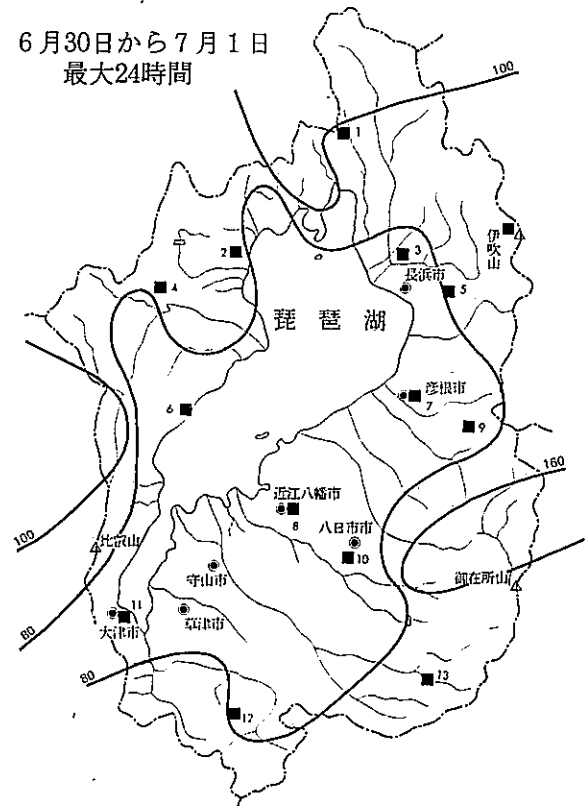 6月30日から7月1日
最大24時間
100
1
伊吹山
2
3
長浜市
4
5
琵琶湖
6
彦根市
7
9
160
100
近江八幡市
8
八日市市
10
比叡山
守山市
御在所山
11
大津市
草津市
80
80
13
12